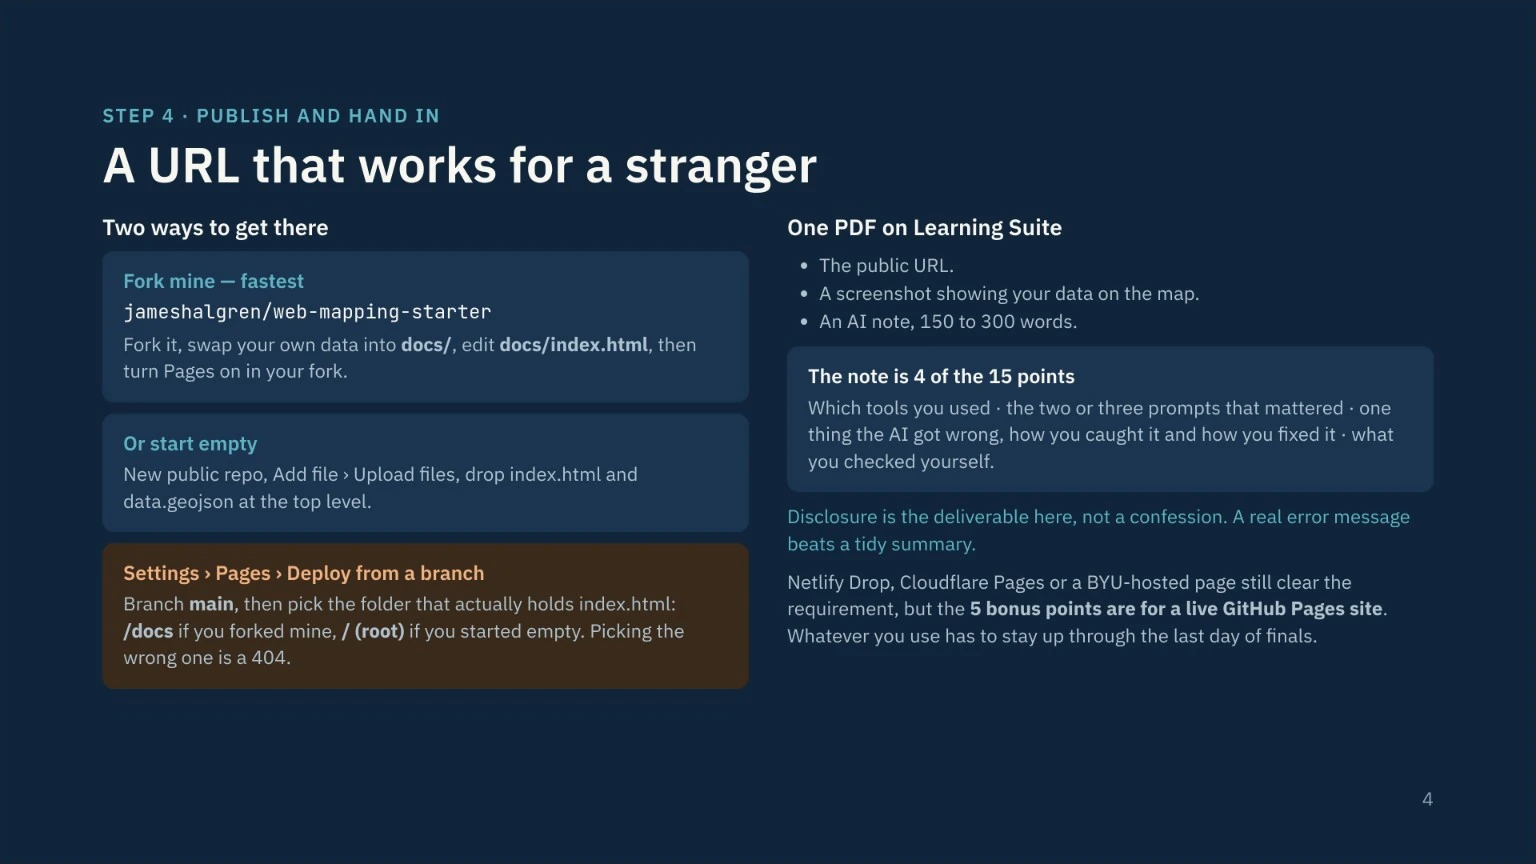 STEP 4 · PUBLISH AND HAND IN
A URL that works for a stranger
Two ways to get there
Fork mine — fastest
jameshalgren/web-mapping-starter
Fork it, swap your own data into docs/, edit docs/index.html, then
turn Pages on in your fork.
Or start empty
New public repo, Add file › Upload files, drop index.html and
data.geojson at the top level.
Settings › Pages › Deploy from a branch
Branch main, then pick the folder that actually holds index.html:
/docs if you forked mine, / (root) if you started empty. Picking the
wrong one is a 404.
One PDF on Learning Suite
• The public URL.
• A screenshot showing your data on the map.
• An AI note, 150 to 300 words.
The note is 4 of the 15 points
Which tools you used · the two or three prompts that mattered · one
thing the AI got wrong, how you caught it and how you fixed it · what
you checked yourself.
Disclosure is the deliverable here, not a confession. A real error message
beats a tidy summary.
Netlify Drop, Cloudflare Pages or a BYU-hosted page still clear the
requirement, but the 5 bonus points are for a live GitHub Pages site.
Whatever you use has to stay up through the last day of finals.
4